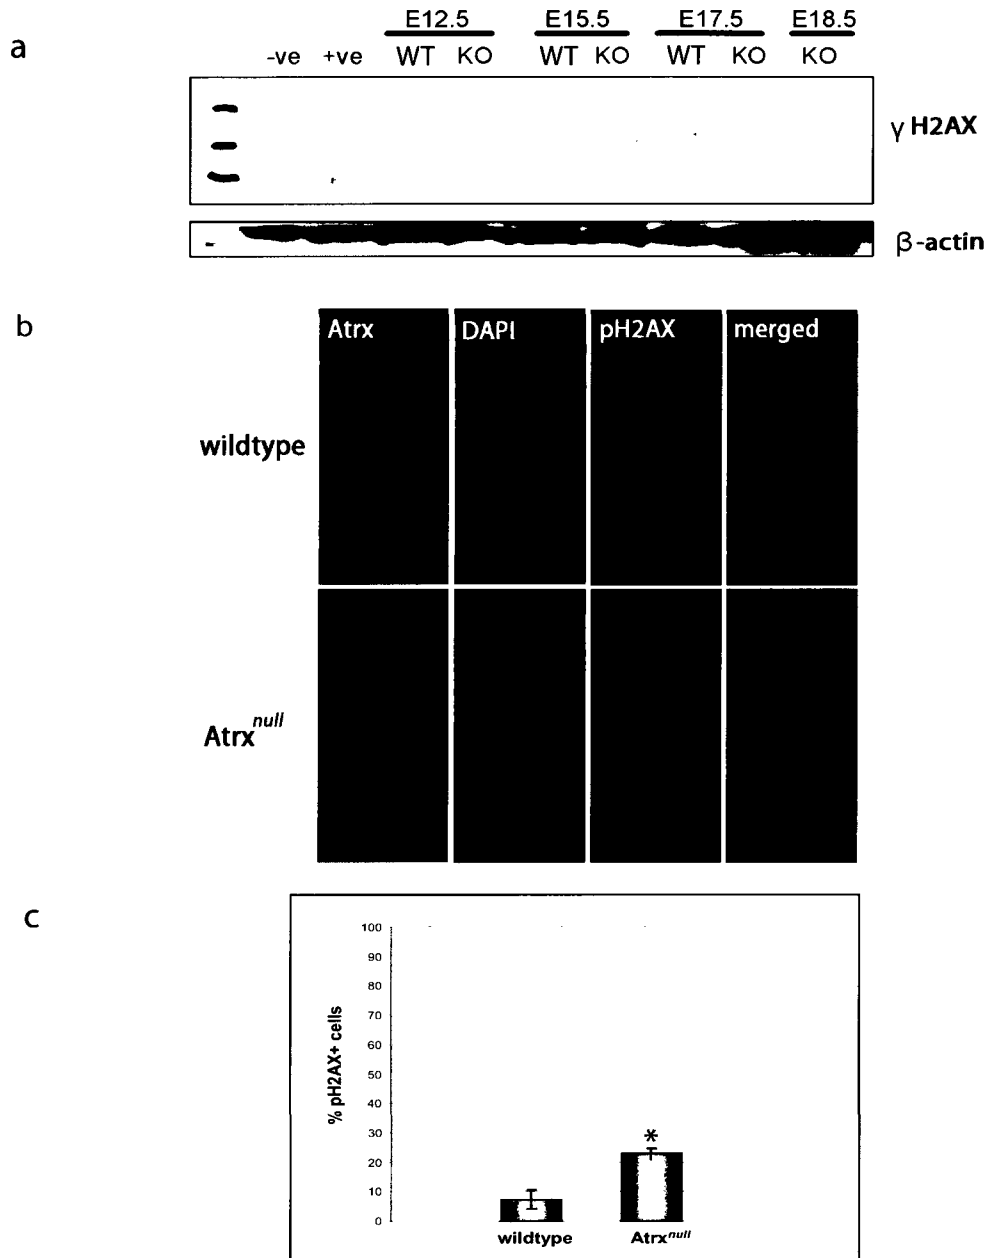 a
E12.5 E15.5 E17.5 E18.5
-ve +ve WT KO WT KO WT KO KO
γ H2AX
β-actin
b
Atrx DAPI pH2AX merged
wildtype
Atrx null
c
100
90
80
70
60
50
40
30
20
10
0
% pH2AX+ cells
*
wildtype Atrx null